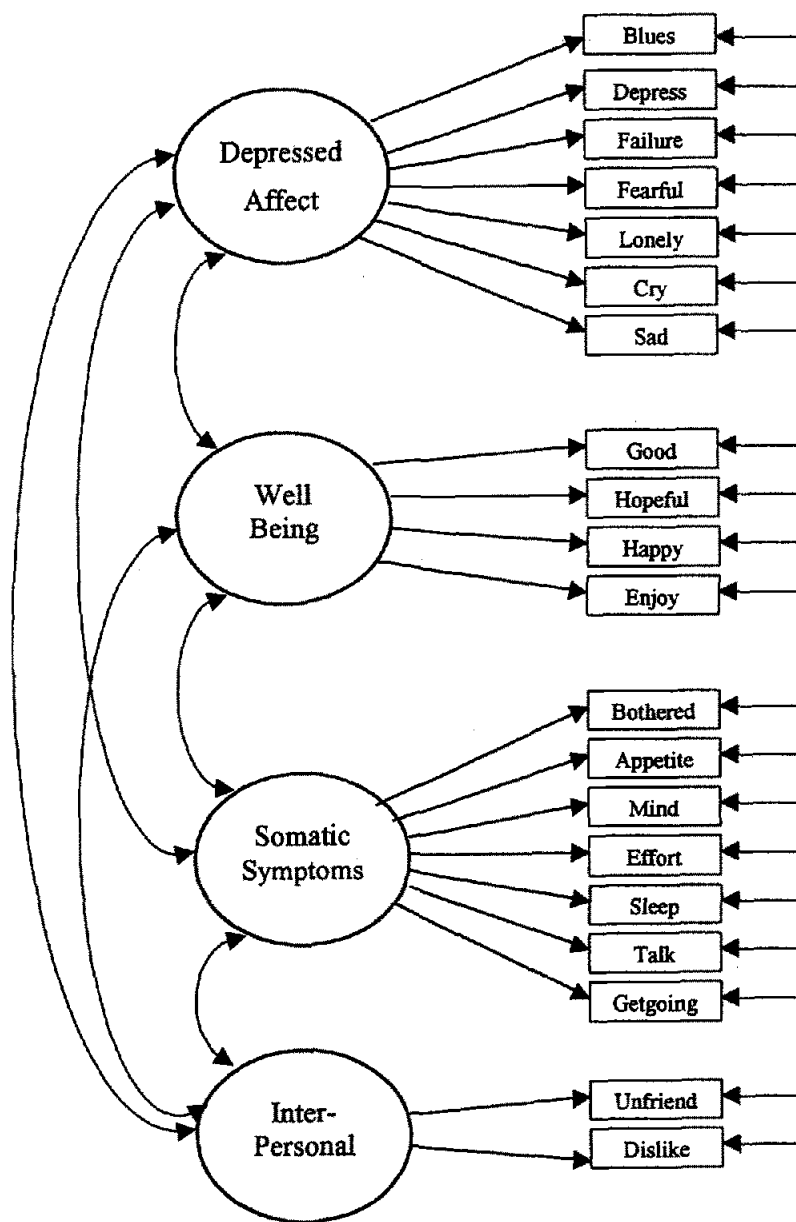 Blues
Depress
Failure
Fearful
Lonely
Cry
Sad
Depressed
Affect
Good
Hopeful
Happy
Enjoy
Well
Being
Bothered
Appetite
Mind
Effort
Sleep
Talk
Getgoing
Somatic
Symptoms
Unfriend
Dislike
Inter-
Personal